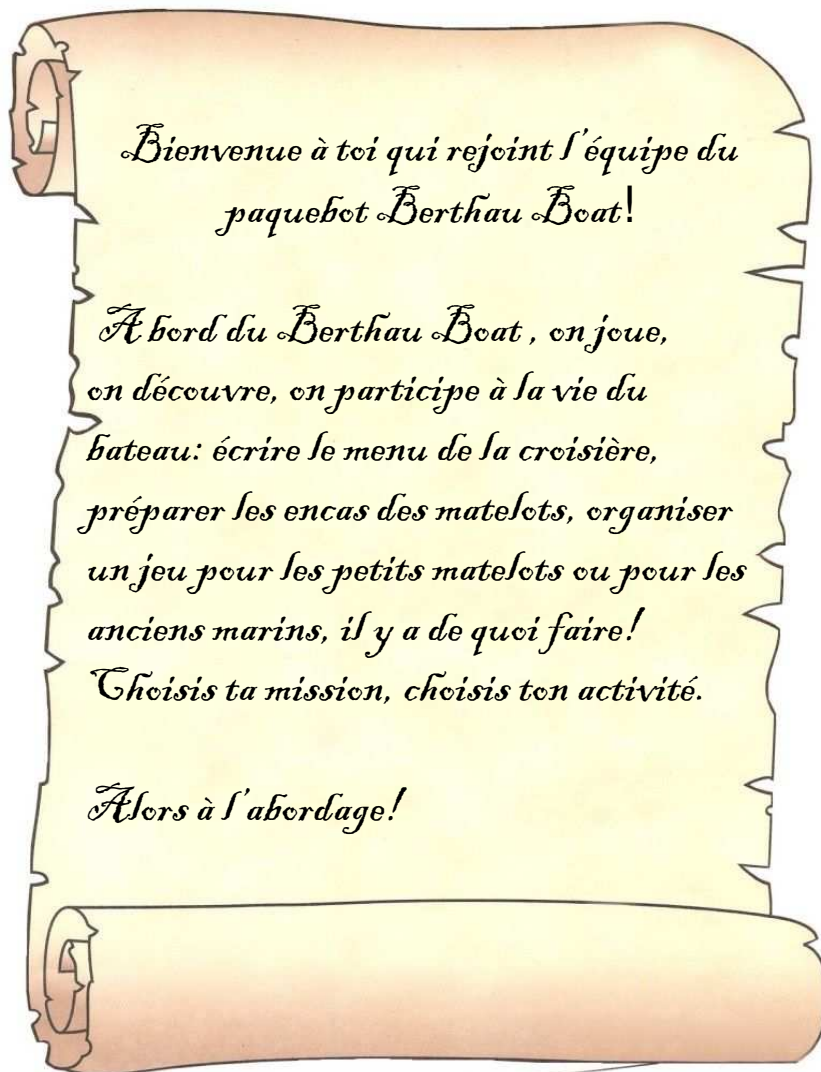 Bienvenue à toi qui rejoint l'équipe du
paquebot Berthau Boat!
A bord du Berthau Boat , on joue,
on découvre, on participe à la vie du
bateau: écrire le menu de la croisière,
préparer les encas des matelots, organiser
un jeu pour les petits matelots ou pour les
anciens marins, il y a de quoi faire!
Choisis ta mission, choisis ton activité.
Alors à l'abordage!